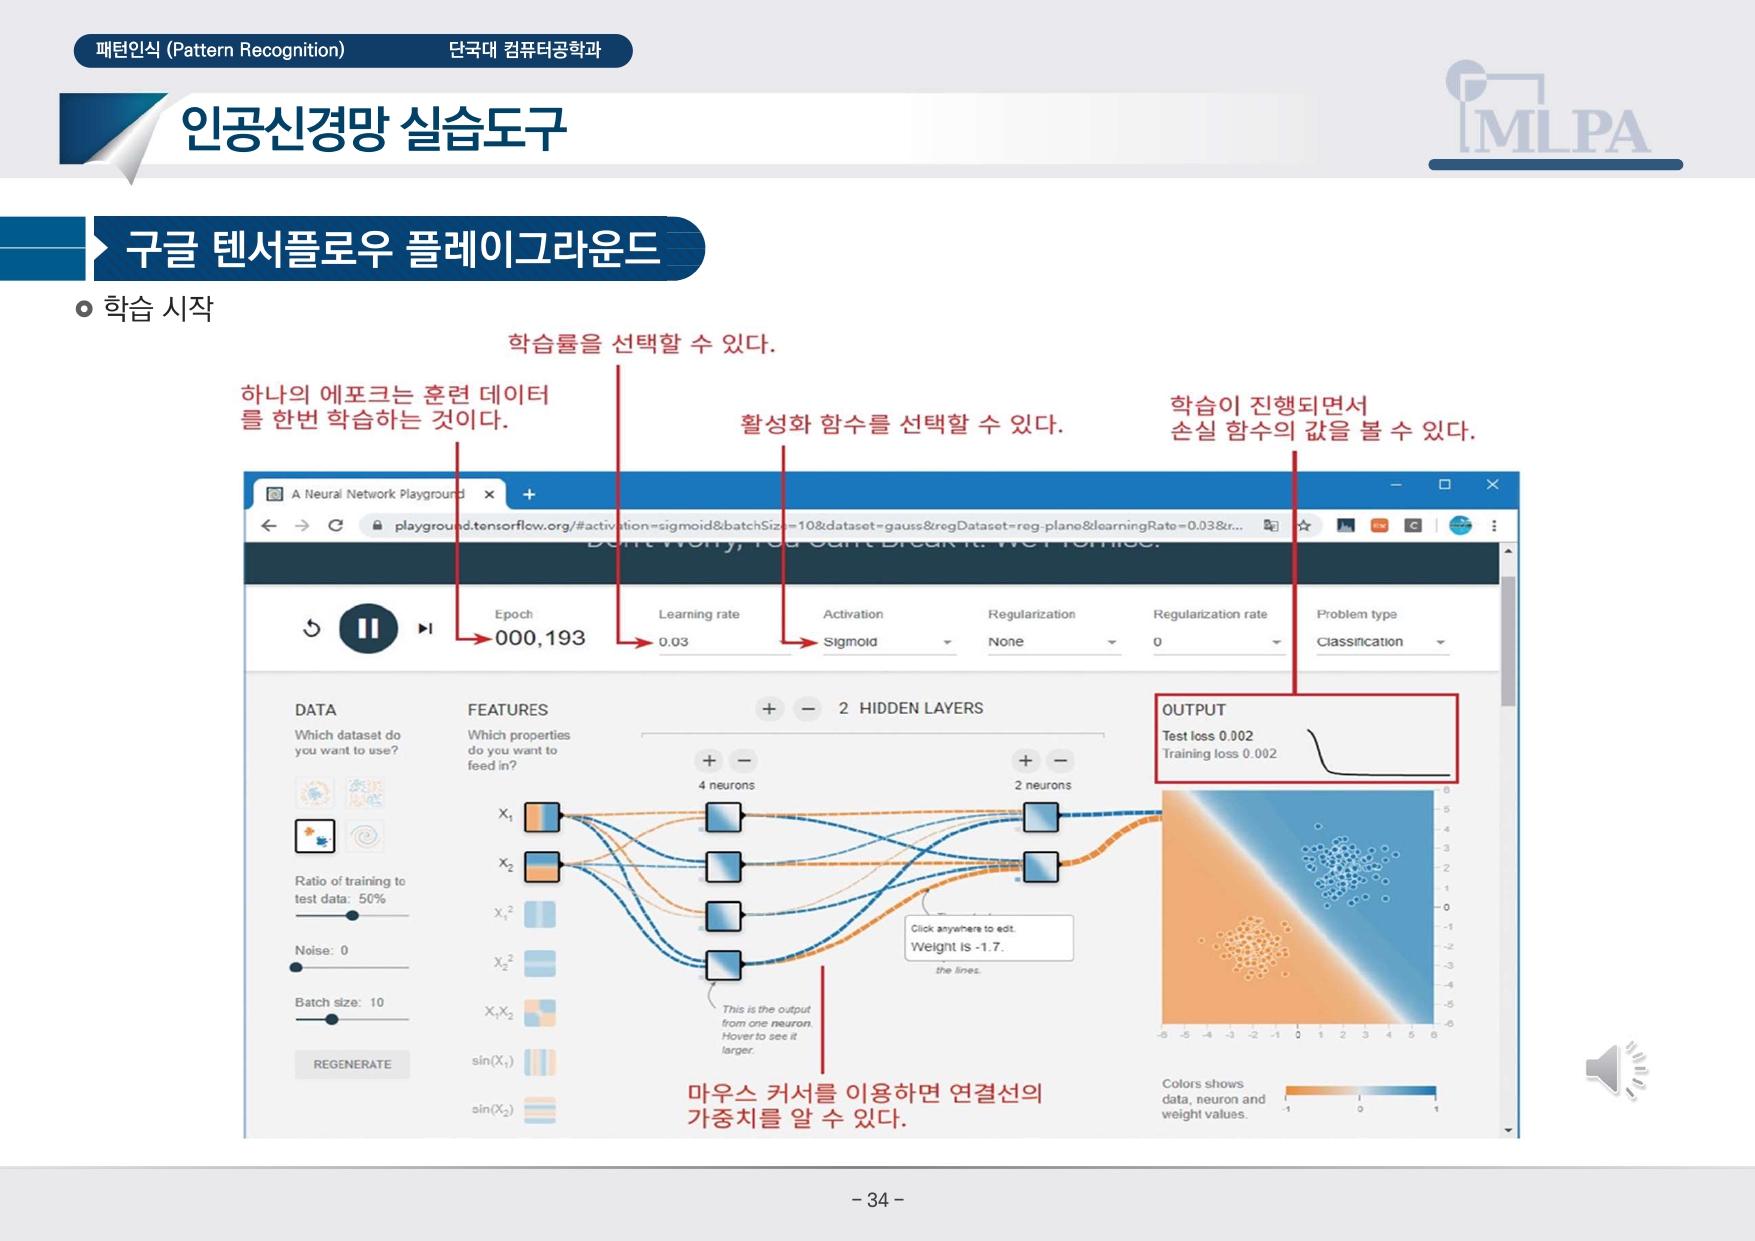 패턴인식 (Pattern Recognition) 단국대 컴퓨터공학과
인공신경망 실습도구
MLPA
구글 텐서플로우 플레이그라운드
학습 시작
학습률을 선택할 수 있다.
하나의 에포크는 훈련 데이터
를 한번 학습하는 것이다.
활성화 함수를 선택할 수 있다.
학습이 진행되면서
손실 함수의 값을 볼 수 있다.
A Neural Network Playground
playground.tensorflow.org/#activation=sigmoid&batchSize=10&dataset=gauss&regDataset=reg-plane&learningRate=0.03&r...
Don't Worry, You Can't Break It. We Promise.
Epoch
000,193
Learning rate
0.03
Activation
Sigmoid
Regularization
None
Regularization rate
0
Problem type
Classification
DATA
Which dataset do
you want to use?
Ratio of training to
test data: 50%
Noise: 0
Batch size: 10
REGENERATE
FEATURES
Which properties
do you want to
feed in?
X₁
X₂
X₁²
X₂²
X₁X₂
sin(X₁)
sin(X₂)
+ − 2 HIDDEN LAYERS
+ −
4 neurons
+ −
2 neurons
Click anywhere to edit.
Weight is -1.7.
the lines.
This is the output
from one neuron.
Hover to see it
larger.
마우스 커서를 이용하면 연결선의
가중치를 알 수 있다.
OUTPUT
Test loss 0.002
Training loss 0.002
6
5
4
3
2
1
0
-1
-2
-3
-4
-5
-6
-6 -5 -4 -3 -2 -1 0 1 2 3 4 5 6
Colors shows
data, neuron and
weight values.
-1 0 1
- 34 -